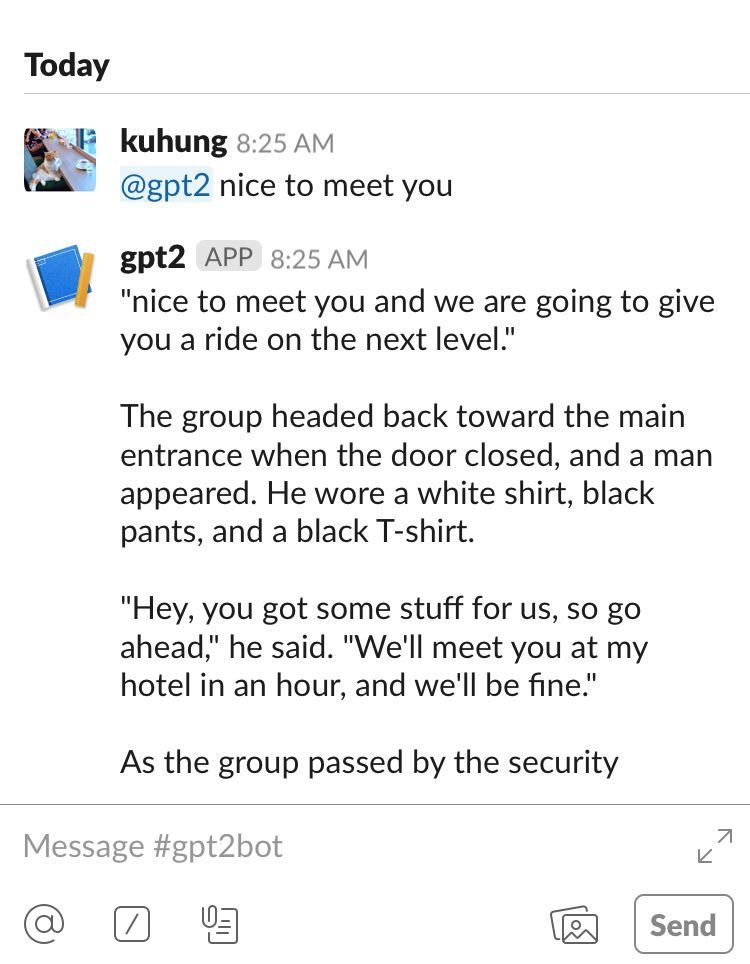 Today
kuhung 8:25 AM
@gpt2 nice to meet you
gpt2 APP 8:25 AM
"nice to meet you and we are going to give
you a ride on the next level."
The group headed back toward the main
entrance when the door closed, and a man
appeared. He wore a white shirt, black
pants, and a black T-shirt.
"Hey, you got some stuff for us, so go
ahead," he said. "We'll meet you at my
hotel in an hour, and we'll be fine."
As the group passed by the security
Message #gpt2bot
Send